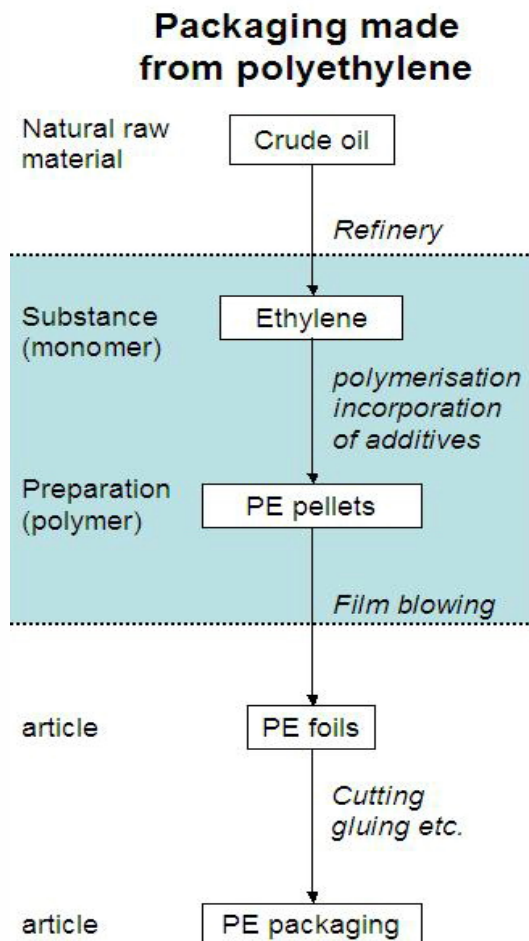 Packaging made
from polyethylene
Natural raw
material
Crude oil
Refinery
Substance
(monomer)
Ethylene
polymerisation
incorporation
of additives
Preparation
(polymer)
PE pellets
Film blowing
article
PE foils
Cutting
gluing etc.
article
PE packaging